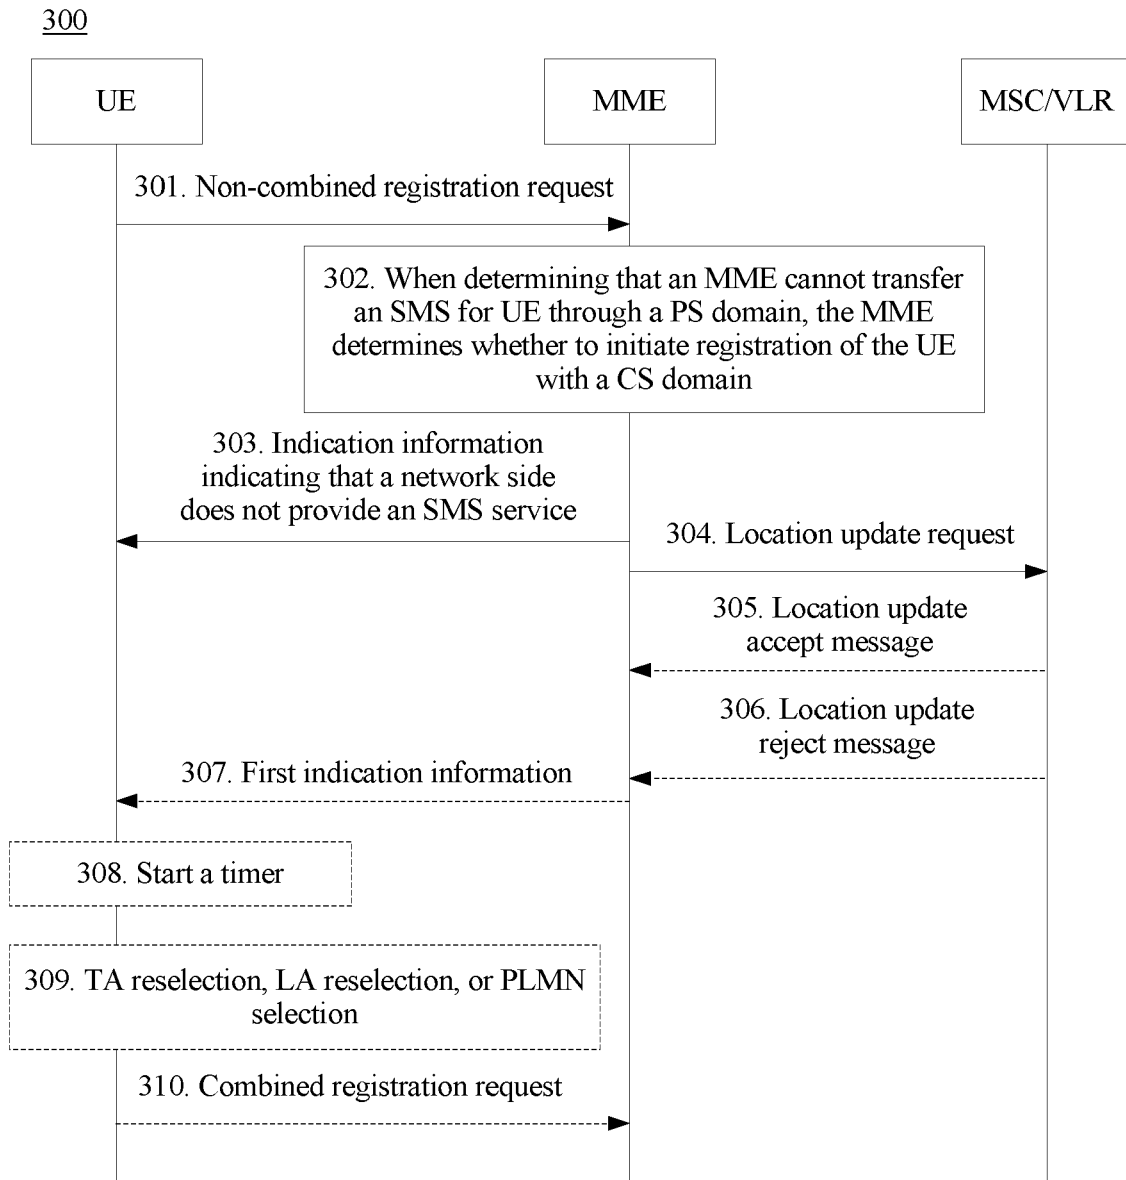 300
UE
MME
MSC/VLR
301. Non-combined registration request
302. When determining that an MME cannot transfer
an SMS for UE through a PS domain, the MME
determines whether to initiate registration of the UE
with a CS domain
303. Indication information
indicating that a network side
does not provide an SMS service
304. Location update request
305. Location update
accept message
306. Location update
reject message
307. First indication information
308. Start a timer
309. TA reselection, LA reselection, or PLMN
selection
310. Combined registration request